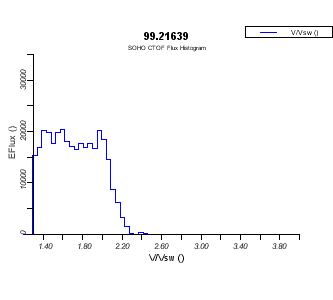 99.21639
V/Vsw ()
SOHO CTOF Flux Histogram
EFlux ()
30000
20000
10000
0
1.40 1.80 2.20 2.60 3.00 3.40 3.80
V/Vsw ()